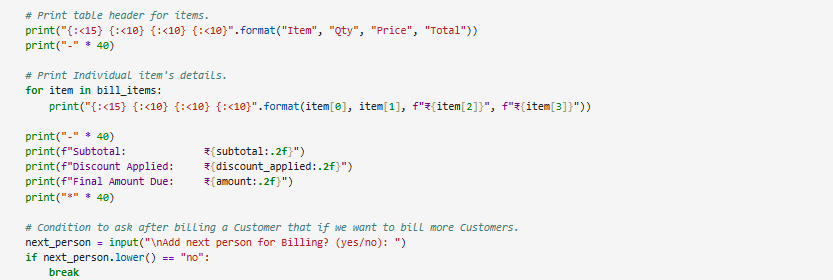 # Print table header for items.
print("{:<15} {:<10} {:<10} {:<10}".format("Item", "Qty", "Price", "Total"))
print("-" * 40)
# Print Individual item's details.
for item in bill_items:
print("{:<15} {:<10} {:<10} {:<10}".format(item[0], item[1], f"₹{item[2]}", f"₹{item[3]}"))
print("-" * 40)
print(f"Subtotal:             ₹{subtotal:.2f}")
print(f"Discount Applied:     ₹{discount_applied:.2f}")
print(f"Final Amount Due:     ₹{amount:.2f}")
print("*" * 40)
# Condition to ask after billing a Customer that if we want to bill more Customers.
next_person = input("\nAdd next person for Billing? (yes/no): ")
if next_person.lower() == "no":
break